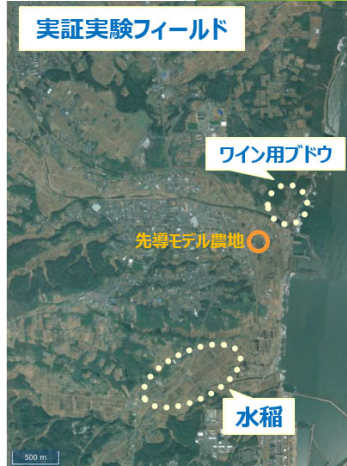 実証実験フィールド
ワイン用ブドウ
先導モデル農地
水稲
500 m